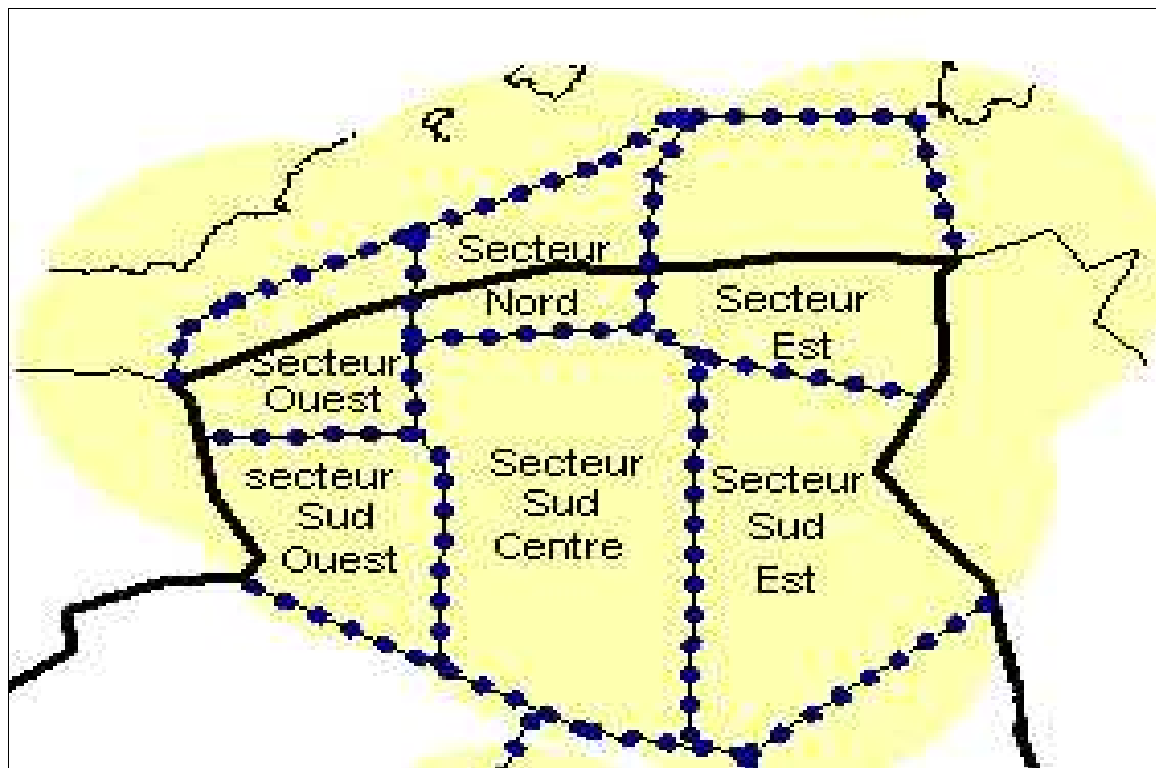 Secteur
Nord
Secteur
Est
Secteur
Ouest
secteur
Sud
Ouest
Secteur
Sud
Centre
Secteur
Sud
Est